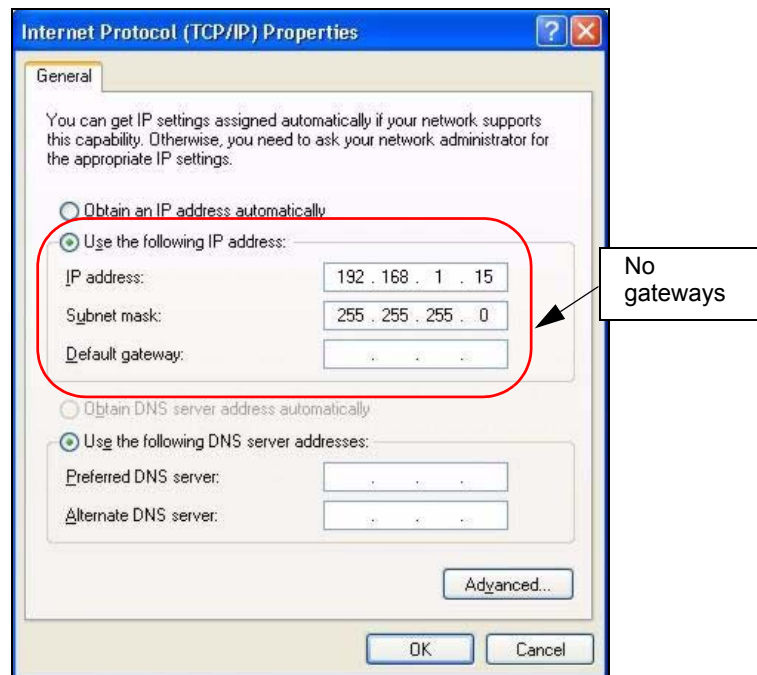 Internet Protocol (TCP/IP) Properties
General
You can get IP settings assigned automatically if your network supports
this capability. Otherwise, you need to ask your network administrator for
the appropriate IP settings.
Obtain an IP address automatically
Use the following IP address:
IP address: 192 . 168 . 1 . 15
Subnet mask: 255 . 255 . 255 . 0
Default gateway: . . .
No
gateways
Obtain DNS server address automatically
Use the following DNS server addresses:
Preferred DNS server: . . .
Alternate DNS server: . . .
Advanced...
OK Cancel